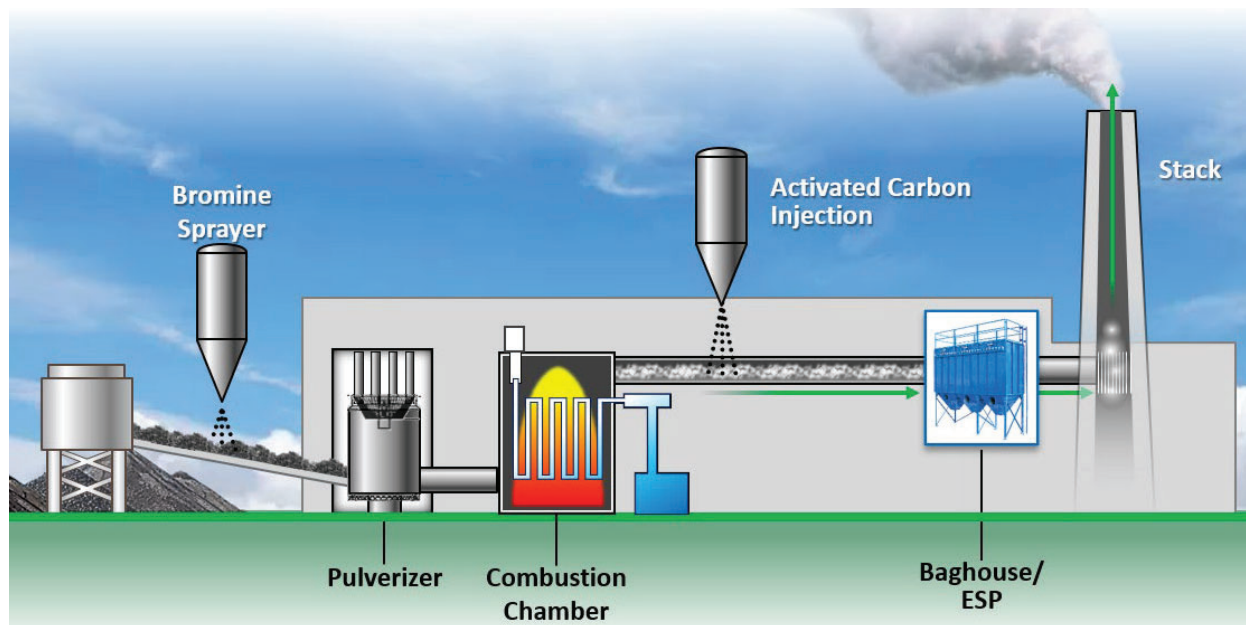 Bromine
Sprayer
Activated Carbon
Injection
Stack
Pulverizer
Combustion
Chamber
Baghouse/
ESP